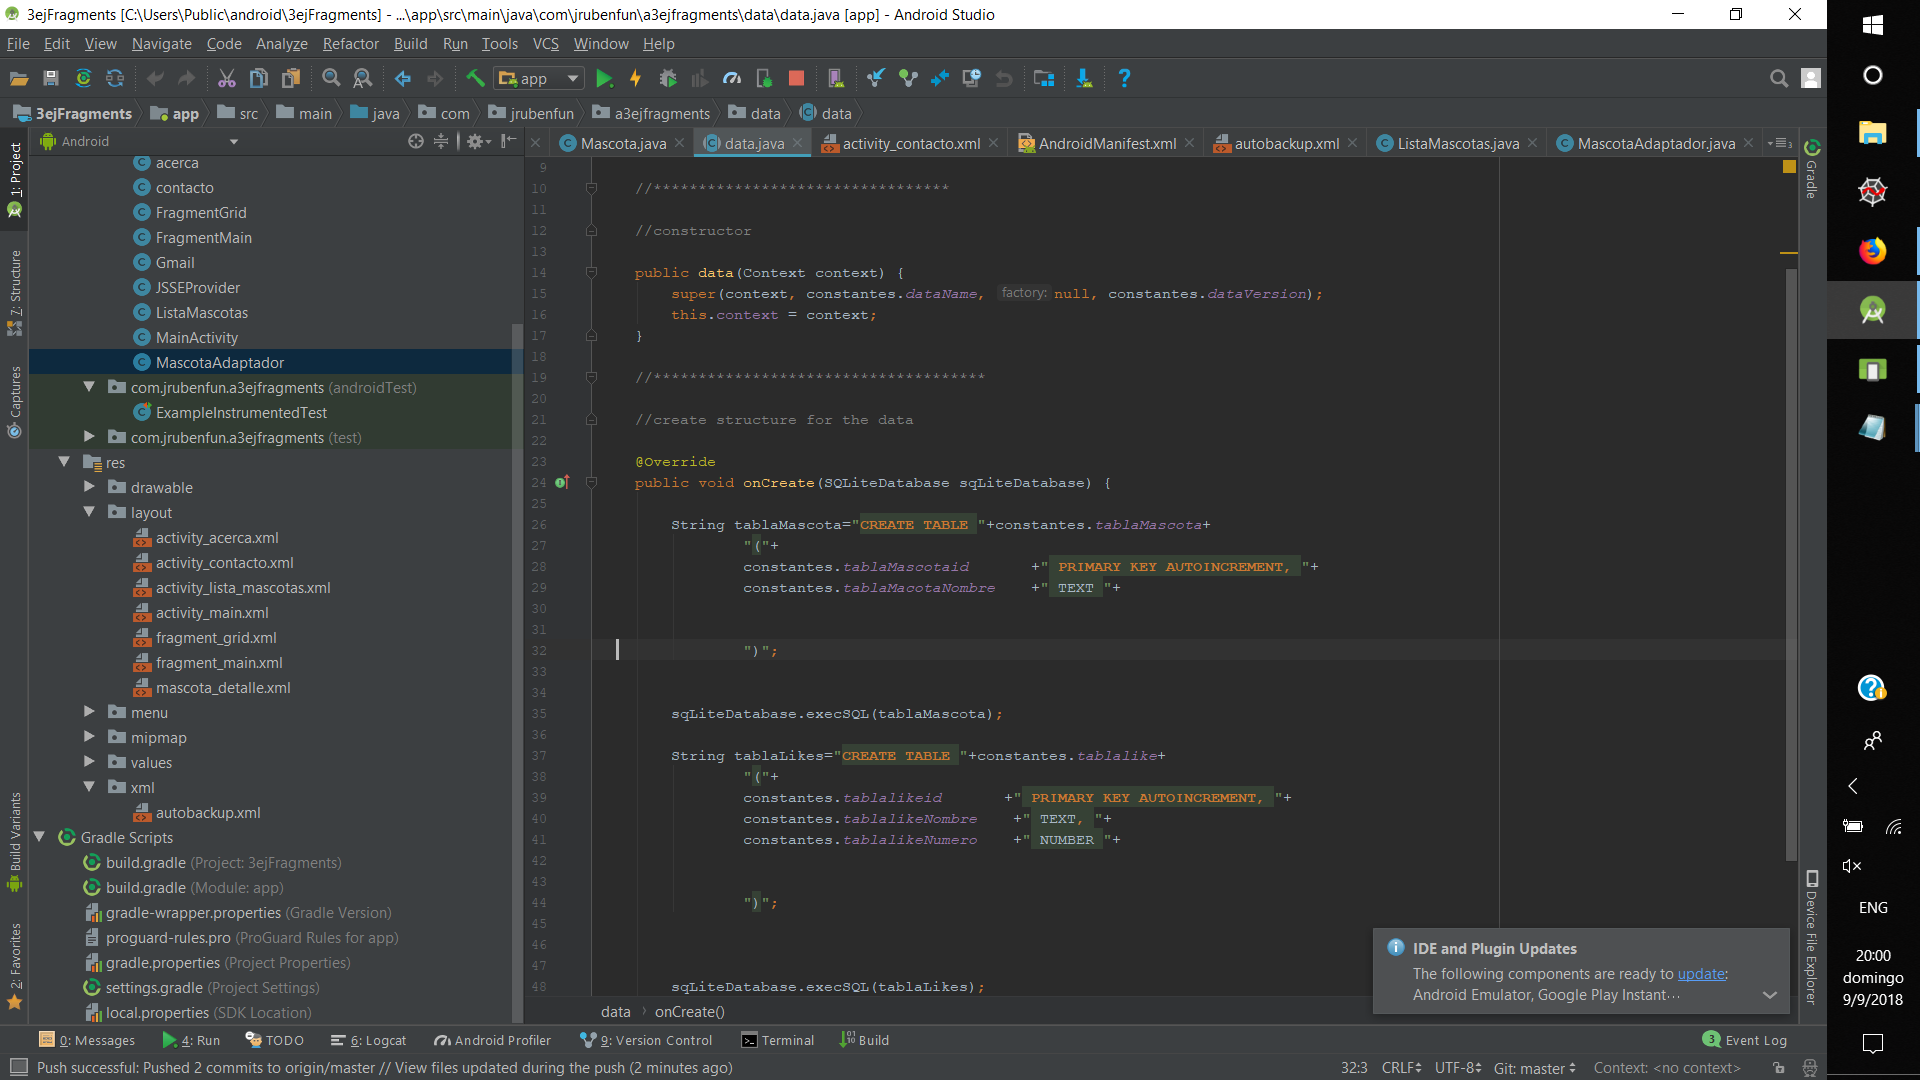 3ejFragments [C:\Users\Public\android\3ejFragments] - ...\app\src\main\java\com\jrubenfun\a3ejfragments\data\data.java [app] - Android Studio
File Edit View Navigate Code Analyze Refactor Build Run Tools VCS Window Help
app
3ejFragments app src main java com jrubenfun a3ejfragments data data
Android
Mascota.java data.java activity_contacto.xml AndroidManifest.xml autobackup.xml ListaMascotas.java MascotaAdaptador.java
1: Project
7: Structure
Captures
Build Variants
2: Favorites
acerca
contacto
FragmentGrid
FragmentMain
Gmail
JSSEProvider
ListaMascotas
MainActivity
MascotaAdaptador
com.jrubenfun.a3ejfragments (androidTest)
ExampleInstrumentedTest
com.jrubenfun.a3ejfragments (test)
res
drawable
layout
activity_acerca.xml
activity_contacto.xml
activity_lista_mascotas.xml
activity_main.xml
fragment_grid.xml
fragment_main.xml
mascota_detalle.xml
menu
mipmap
values
xml
autobackup.xml
Gradle Scripts
build.gradle (Project: 3ejFragments)
build.gradle (Module: app)
gradle-wrapper.properties (Gradle Version)
proguard-rules.pro (ProGuard Rules for app)
gradle.properties (Project Properties)
settings.gradle (Project Settings)
local.properties (SDK Location)
9
10 //*********************************
11
12 //constructor
13
14 public data(Context context) {
15 super(context, constantes.dataName, factory: null, constantes.dataVersion);
16 this.context = context;
17 }
18
19 //*************************************
20
21 //create structure for the data
22
23 @Override
24 public void onCreate(SQLiteDatabase sqLiteDatabase) {
25
26 String tablaMascota="CREATE TABLE "+constantes.tablaMascota+
27 "("+
28 constantes.tablaMascotaid +" PRIMARY KEY AUTOINCREMENT, "+
29 constantes.tablaMacotaNombre +" TEXT "+
30
31
32 ")";
33
34
35 sqLiteDatabase.execSQL(tablaMascota);
36
37 String tablaLikes="CREATE TABLE "+constantes.tablalike+
38 "("+
39 constantes.tablalikeid +" PRIMARY KEY AUTOINCREMENT, "+
40 constantes.tablalikeNombre +" TEXT, "+
41 constantes.tablalikeNumero +" NUMBER "+
42
43
44 ")";
45
46
47
48 sqLiteDatabase.execSQL(tablaLikes);
data onCreate()
Gradle
Device File Explorer
IDE and Plugin Updates
The following components are ready to update:
Android Emulator, Google Play Instant...
0: Messages 4: Run TODO 6: Logcat Android Profiler 9: Version Control Terminal Build 3 Event Log
Push successful: Pushed 2 commits to origin/master // View files updated during the push (2 minutes ago) 32:3 CRLF UTF-8 Git: master Context: <no context>
ENG
20:00
domingo
9/9/2018